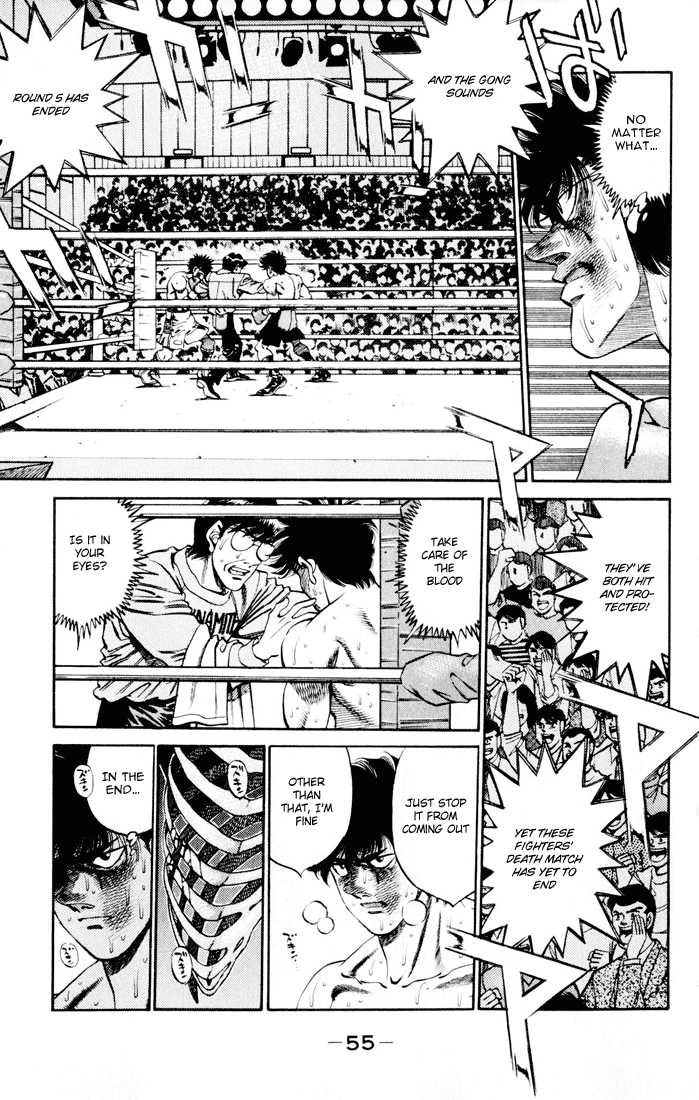 NO
MATTER
WHAT...
AND THE GONG
SOUNDS
ROUND 5 HAS
ENDED
THEY'VE
BOTH HIT
AND PRO-
TECTED!
YET THESE
FIGHTERS'
DEATH MATCH
HAS YET TO
END
TAKE
CARE OF
THE
BLOOD
IS IT IN
YOUR
EYES?
JUST STOP
IT FROM
COMING OUT
OTHER
THAN
THAT, I'M
FINE
IN THE
END...
—55—